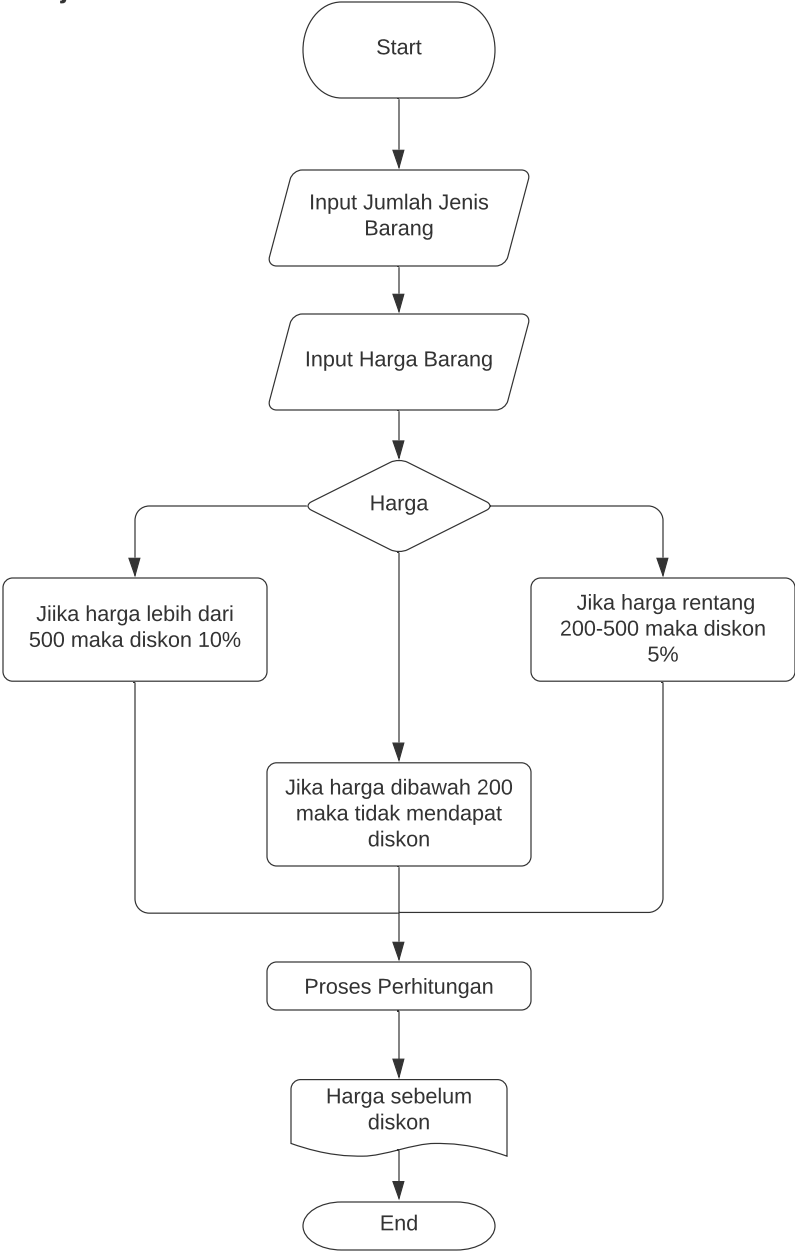 Start
Input Jumlah Jenis
Barang
Input Harga Barang
Harga
Jiika harga lebih dari
500 maka diskon 10%
Jika harga rentang
200-500 maka diskon
5%
Jika harga dibawah 200
maka tidak mendapat
diskon
Proses Perhitungan
Harga sebelum
diskon
End